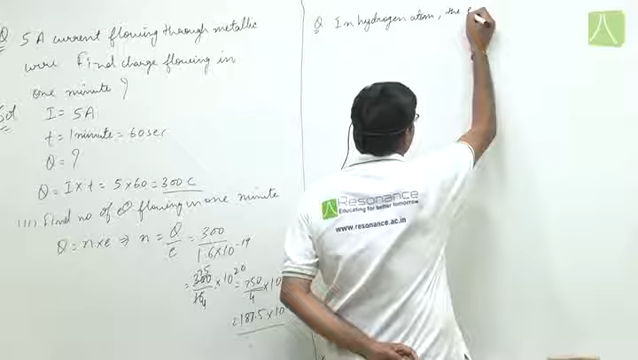 Q 5A current flowing through metallic
wire. Find charge flowing in
one minute ?
Sol I = 5A
t = 1 minute = 60 sec
Q = ?
Q = I × t = 5 × 60 = 300 C
Find no of e flowing in one minute
Q = n × e ⇒ n = Q/e = 300/1.6×10⁻¹⁹
×10²⁰ = 750/4 ×10
= 187.5 × 10
Q In hydrogen atom, the
Resonance
Educating for better tomorrow
www.resonance.ac.in